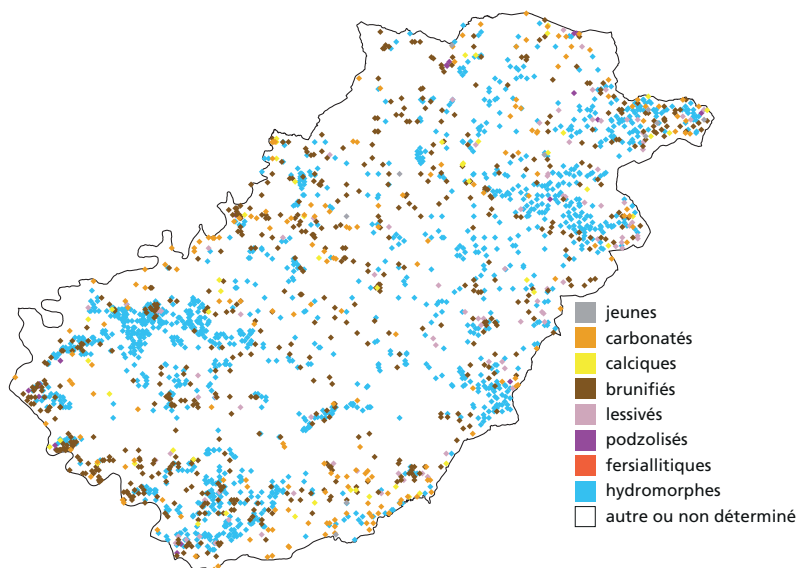 jeunes
carbonatés
calciques
brunifiés
lessivés
podzolisés
fersiallitiques
hydromorphes
autre ou non déterminé